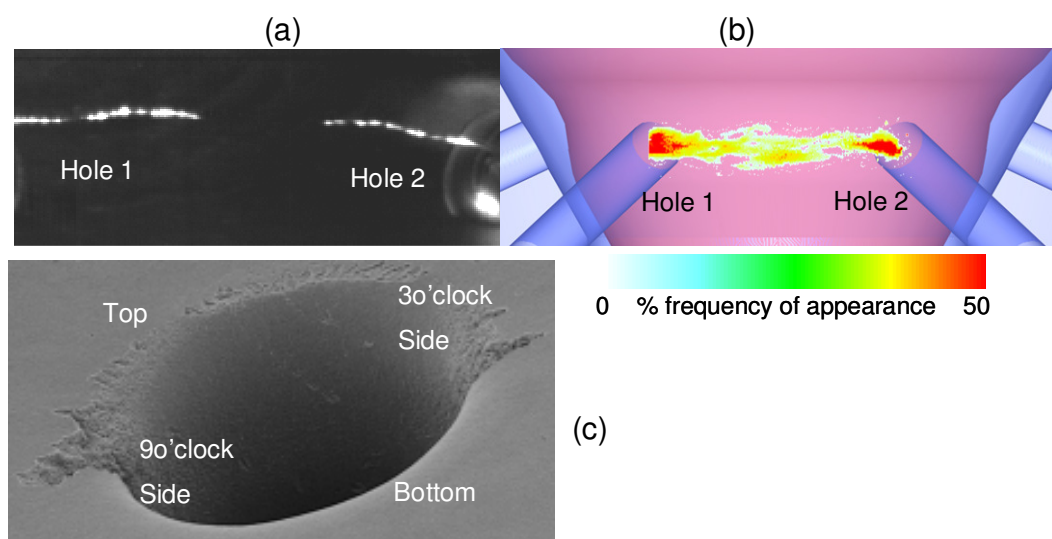 (a)
(b)
Hole 1
Hole 2
Hole 1
Hole 2
0 % frequency of appearance 50
Top
3o'clock
Side
9o'clock
Side
Bottom
(c)